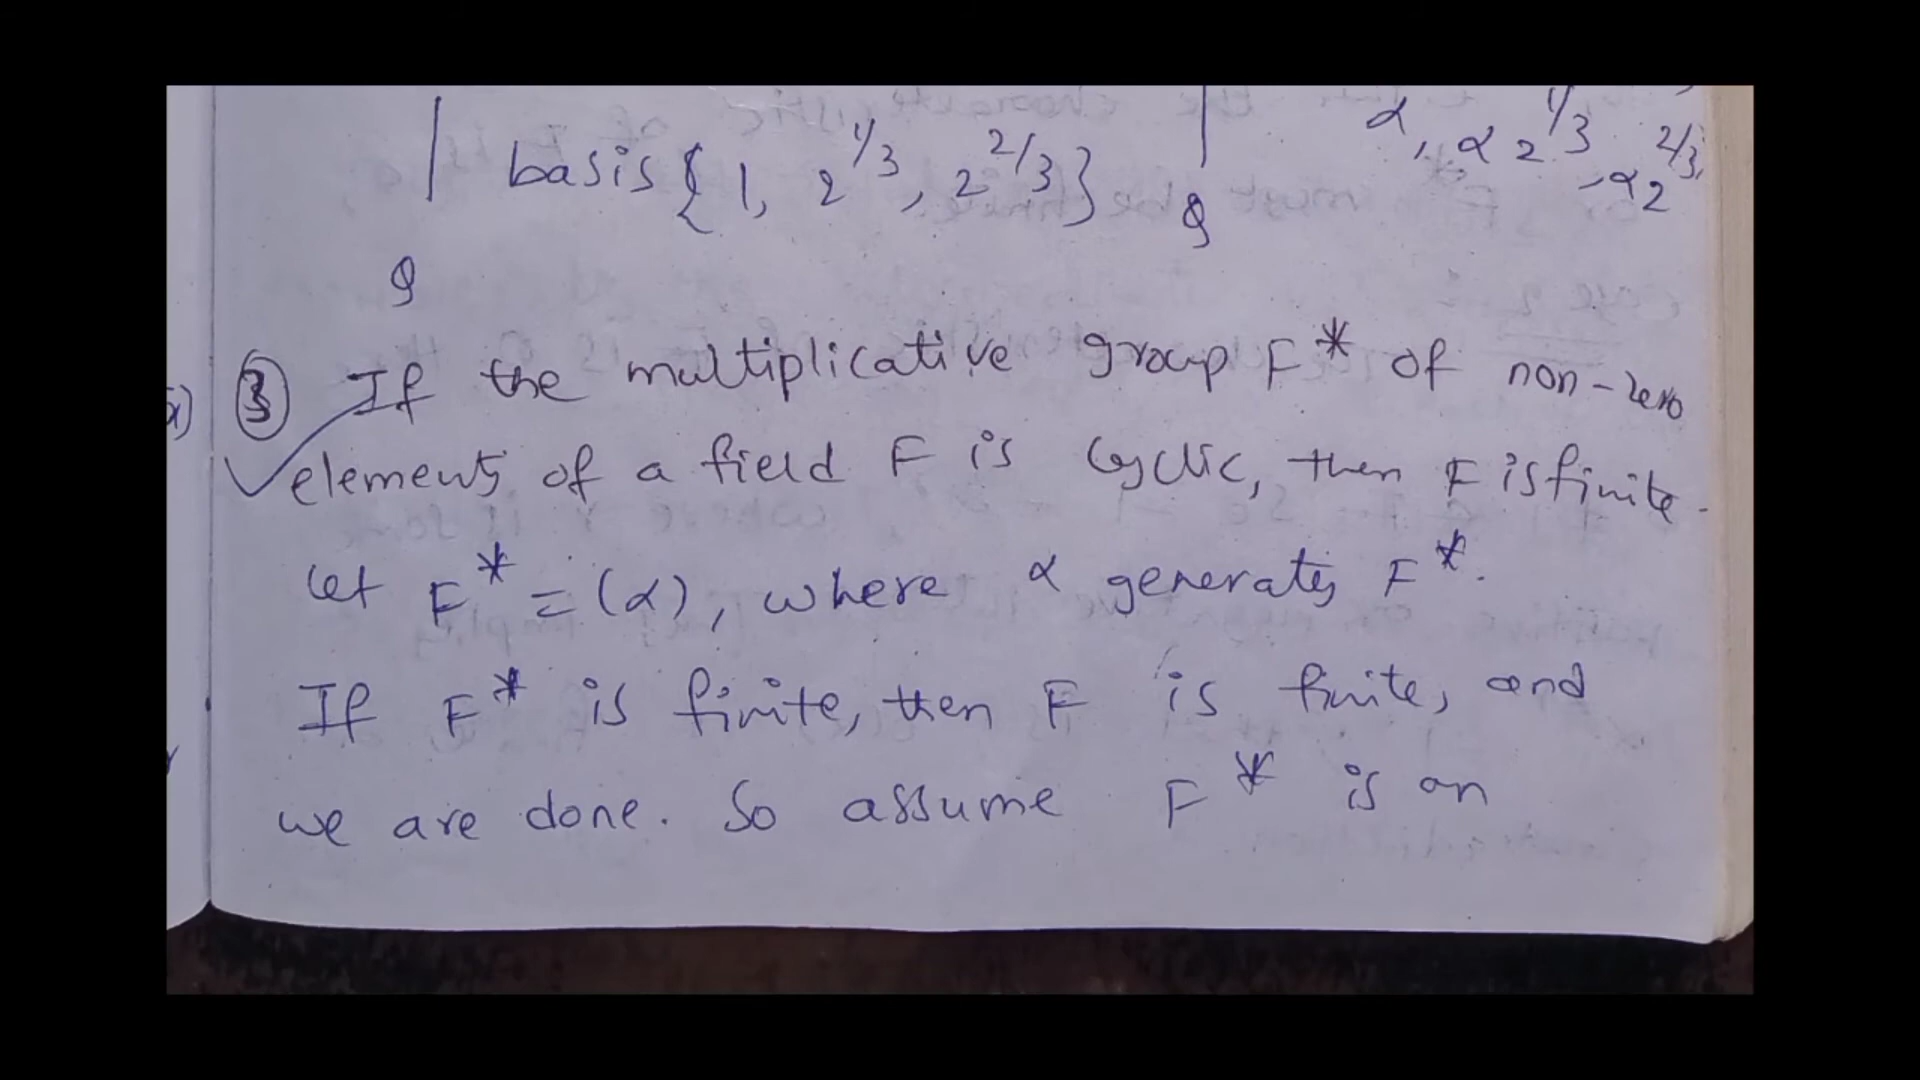 α, α 2^1/3, α2^2/3,
basis {1, 2^1/3, 2^2/3}
Q
Q
③ If the multiplicative group F* of non-zero
elements of a field F is cyclic, then F is finite.
Let F* = (α), where α generates F*.
If F* is finite, then F is finite, and
we are done. So assume F* is an